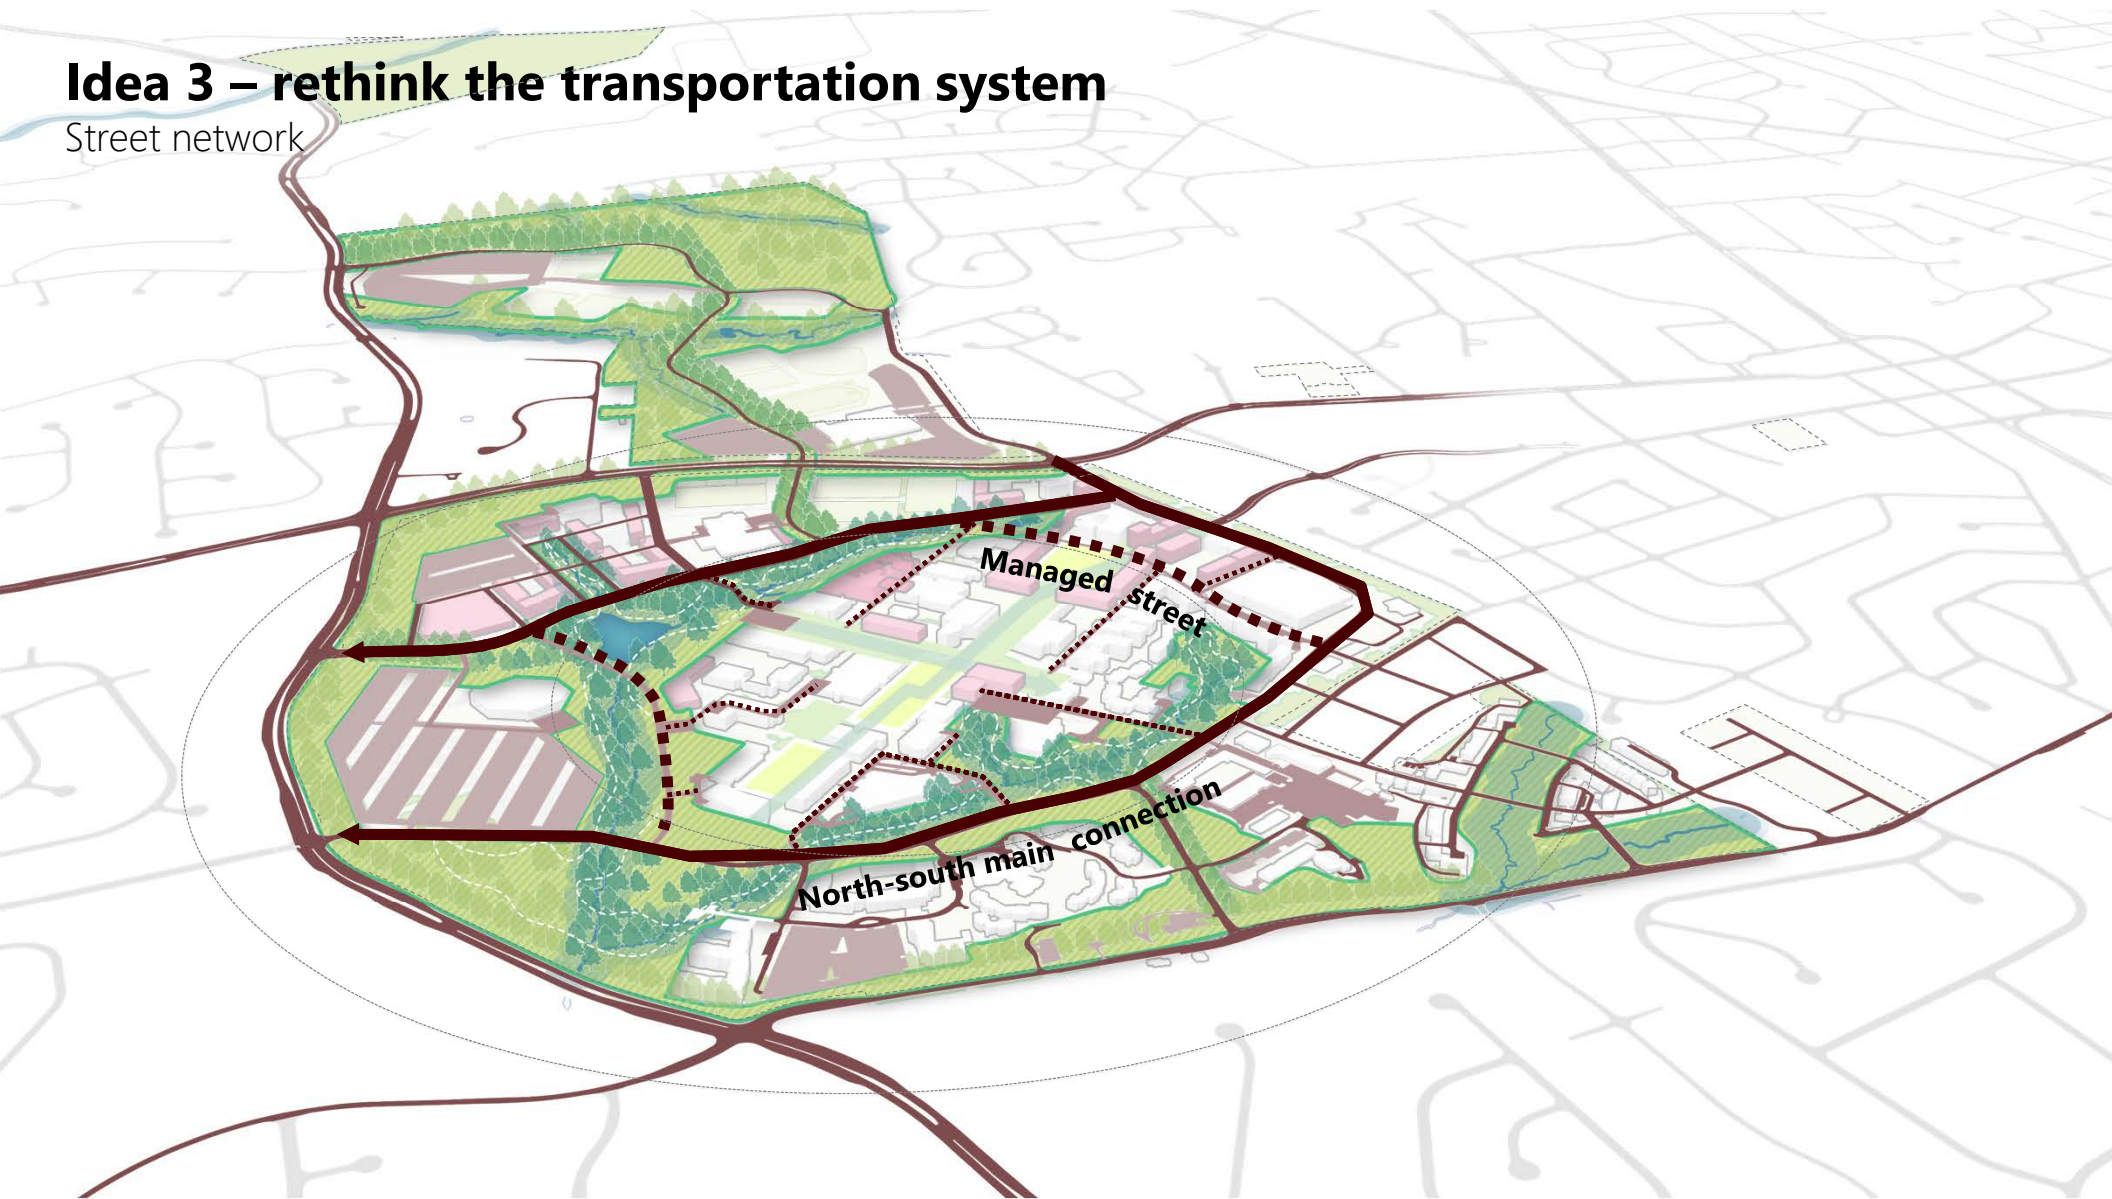 Idea 3 – rethink the transportation system
Street network
Managed street
North-south main connection